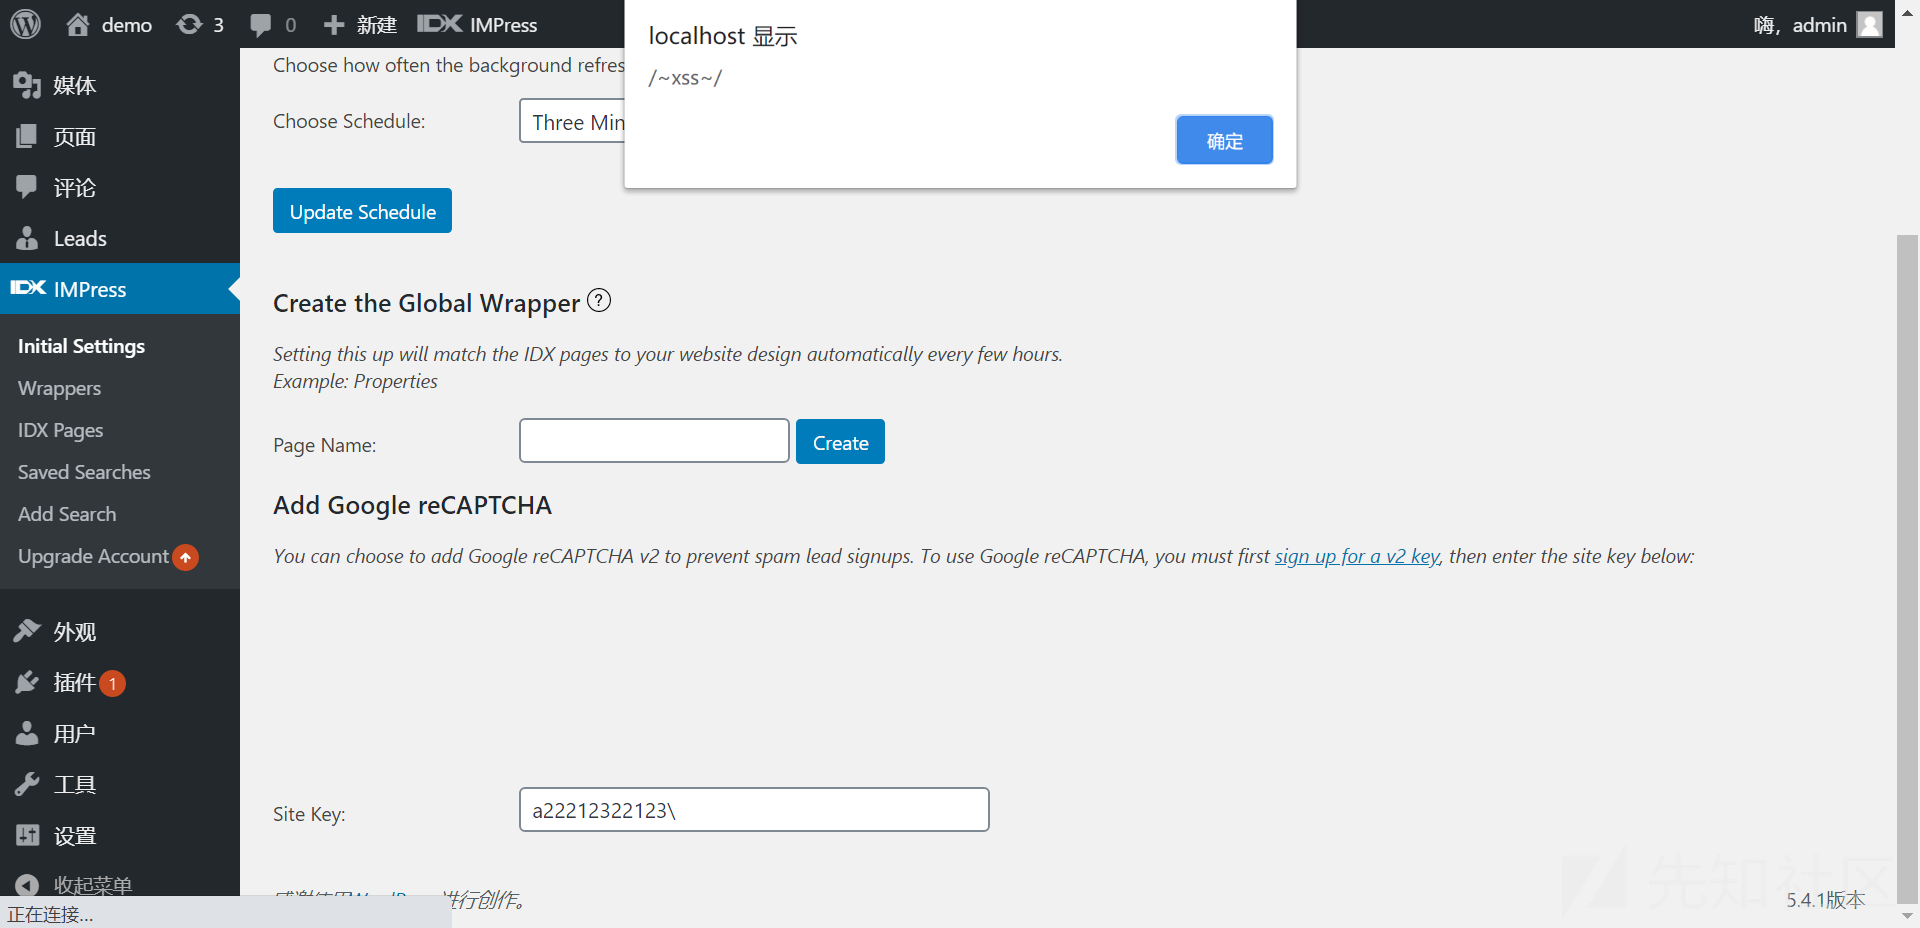 demo 3 0 新建 IDX IMPress
嗨，admin
localhost 显示
/~xss~/
确定
媒体
页面
评论
Leads
IDX IMPress
Initial Settings
Wrappers
IDX Pages
Saved Searches
Add Search
Upgrade Account
外观
插件 1
用户
工具
设置
收起菜单
正在连接...
Choose how often the background refres
Choose Schedule: Three Min
Update Schedule
Create the Global Wrapper ?
Setting this up will match the IDX pages to your website design automatically every few hours.
Example: Properties
Page Name: Create
Add Google reCAPTCHA
You can choose to add Google reCAPTCHA v2 to prevent spam lead signups. To use Google reCAPTCHA, you must first sign up for a v2 key, then enter the site key below:
Site Key: a22212322123\
进行创作。
5.4.1版本
先知社区